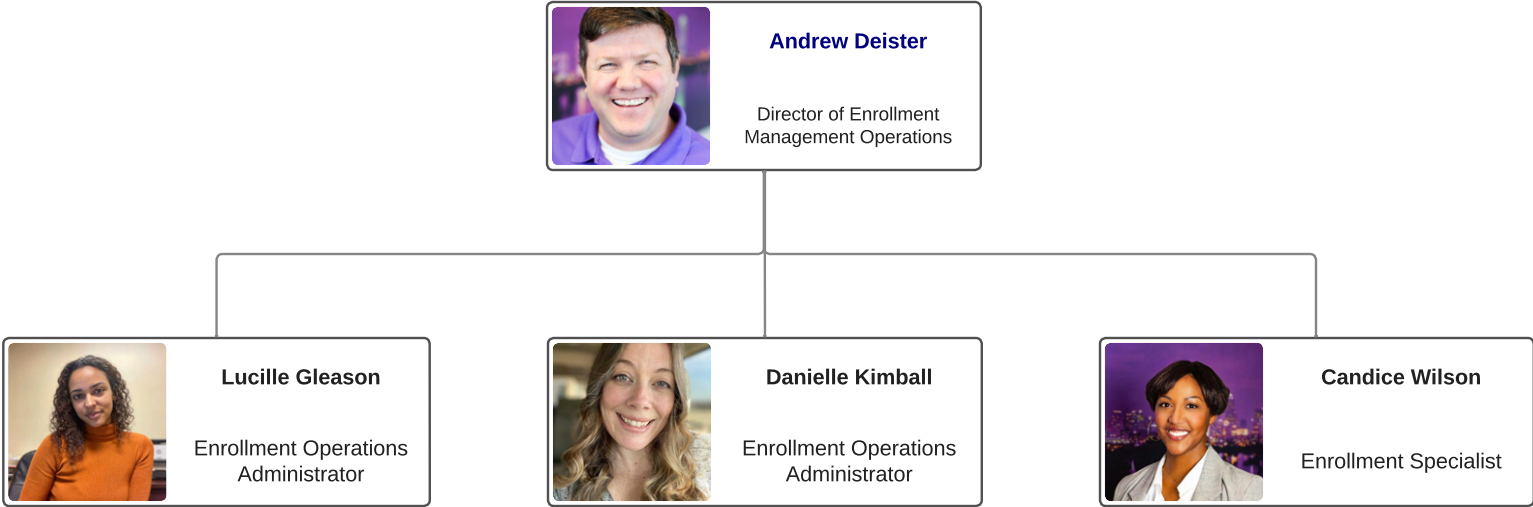 Andrew Deister
Director of Enrollment
Management Operations
Lucille Gleason
Enrollment Operations
Administrator
Danielle Kimball
Enrollment Operations
Administrator
Candice Wilson
Enrollment Specialist